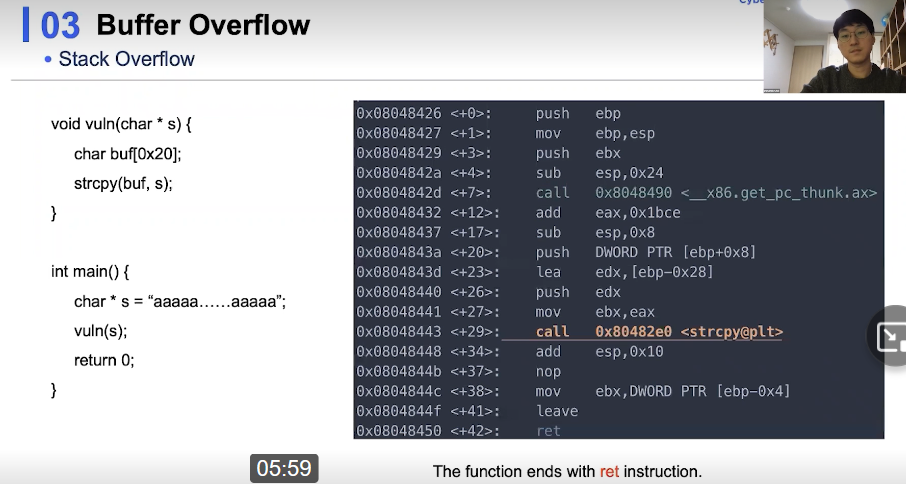 03 Buffer Overflow
• Stack Overflow
void vuln(char * s) {
char buf[0x20];
strcpy(buf, s);
}
int main() {
char * s = “aaaaa……aaaaa”;
vuln(s);
return 0;
}
0x08048426 <+0>: push ebp
0x08048427 <+1>: mov ebp,esp
0x08048429 <+3>: push ebx
0x0804842a <+4>: sub esp,0x24
0x0804842d <+7>: call 0x8048490 <__x86.get_pc_thunk.ax>
0x08048432 <+12>: add eax,0x1bce
0x08048437 <+17>: sub esp,0x8
0x0804843a <+20>: push DWORD PTR [ebp+0x8]
0x0804843d <+23>: lea edx,[ebp-0x28]
0x08048440 <+26>: push edx
0x08048441 <+27>: mov ebx,eax
0x08048443 <+29>: call 0x80482e0 <strcpy@plt>
0x08048448 <+34>: add esp,0x10
0x0804844b <+37>: nop
0x0804844c <+38>: mov ebx,DWORD PTR [ebp-0x4]
0x0804844f <+41>: leave
0x08048450 <+42>: ret
05:59
The function ends with ret instruction.